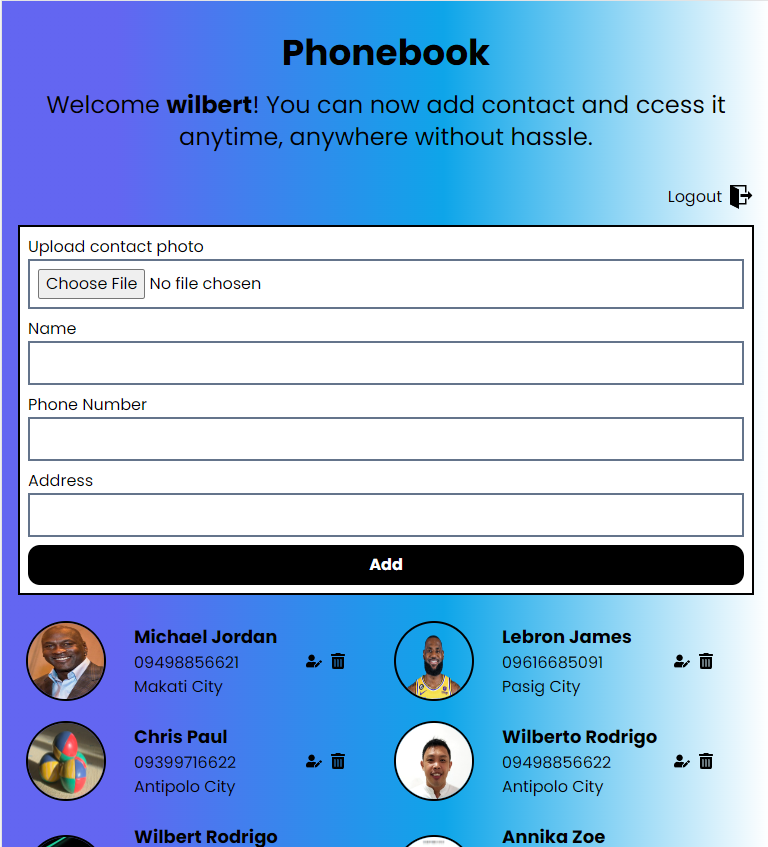 Phonebook
Welcome wilbert! You can now add contact and ccess it
anytime, anywhere without hassle.
Logout
Upload contact photo
Choose File No file chosen
Name
Phone Number
Address
Add
Michael Jordan
09498856621
Makati City
Lebron James
09616685091
Pasig City
Chris Paul
09399716622
Antipolo City
Wilberto Rodrigo
09498856622
Antipolo City
Wilbert Rodrigo
Annika Zoe